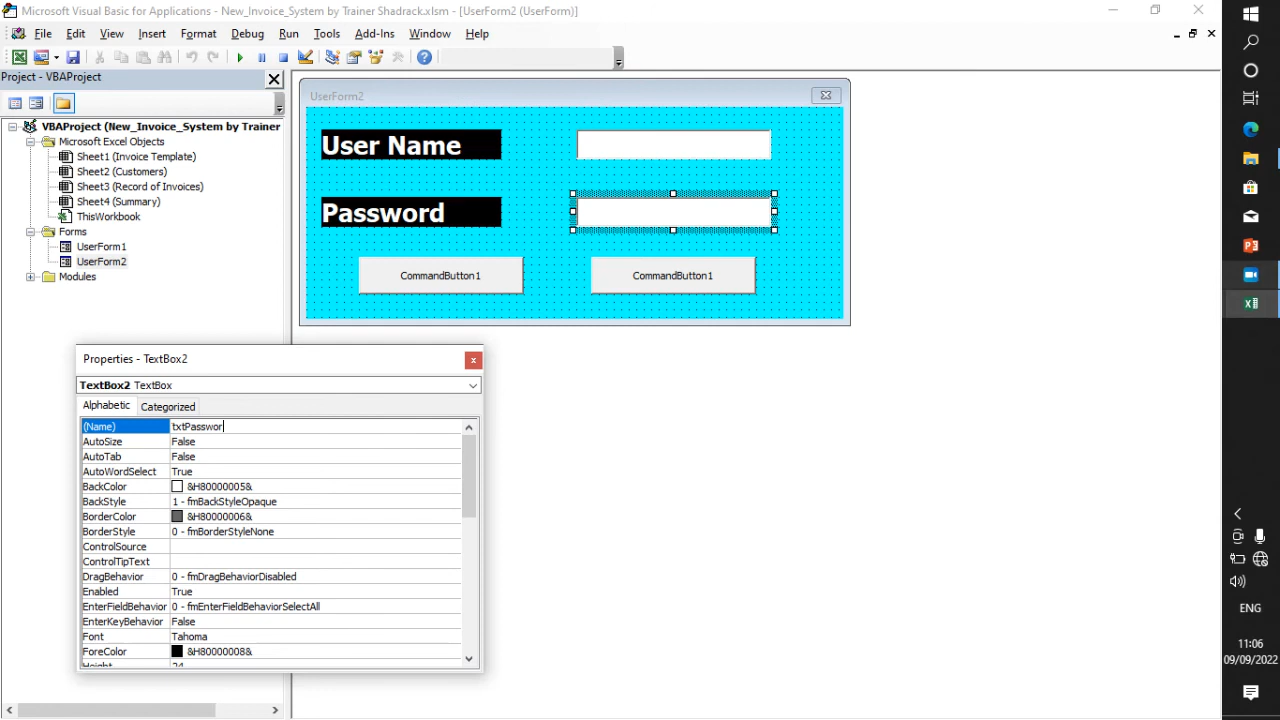 Microsoft Visual Basic for Applications - New_Invoice_System by Trainer Shadrack.xlsm - [UserForm2 (UserForm)]
File Edit View Insert Format Debug Run Tools Add-Ins Window Help
Project - VBAProject
VBAProject (New_Invoice_System by Trainer
Microsoft Excel Objects
Sheet1 (Invoice Template)
Sheet2 (Customers)
Sheet3 (Record of Invoices)
Sheet4 (Summary)
ThisWorkbook
Forms
UserForm1
UserForm2
Modules
UserForm2
User Name
Password
CommandButton1 CommandButton1
Properties - TextBox2
TextBox2 TextBox
Alphabetic Categorized
(Name) txtPasswor
AutoSize False
AutoTab False
AutoWordSelect True
BackColor &H80000005&
BackStyle 1 - fmBackStyleOpaque
BorderColor &H80000006&
BorderStyle 0 - fmBorderStyleNone
ControlSource
ControlTipText
DragBehavior 0 - fmDragBehaviorDisabled
Enabled True
EnterFieldBehavior 0 - fmEnterFieldBehaviorSelectAll
EnterKeyBehavior False
Font Tahoma
ForeColor &H80000008&
Height 24
ENG
11:06
09/09/2022